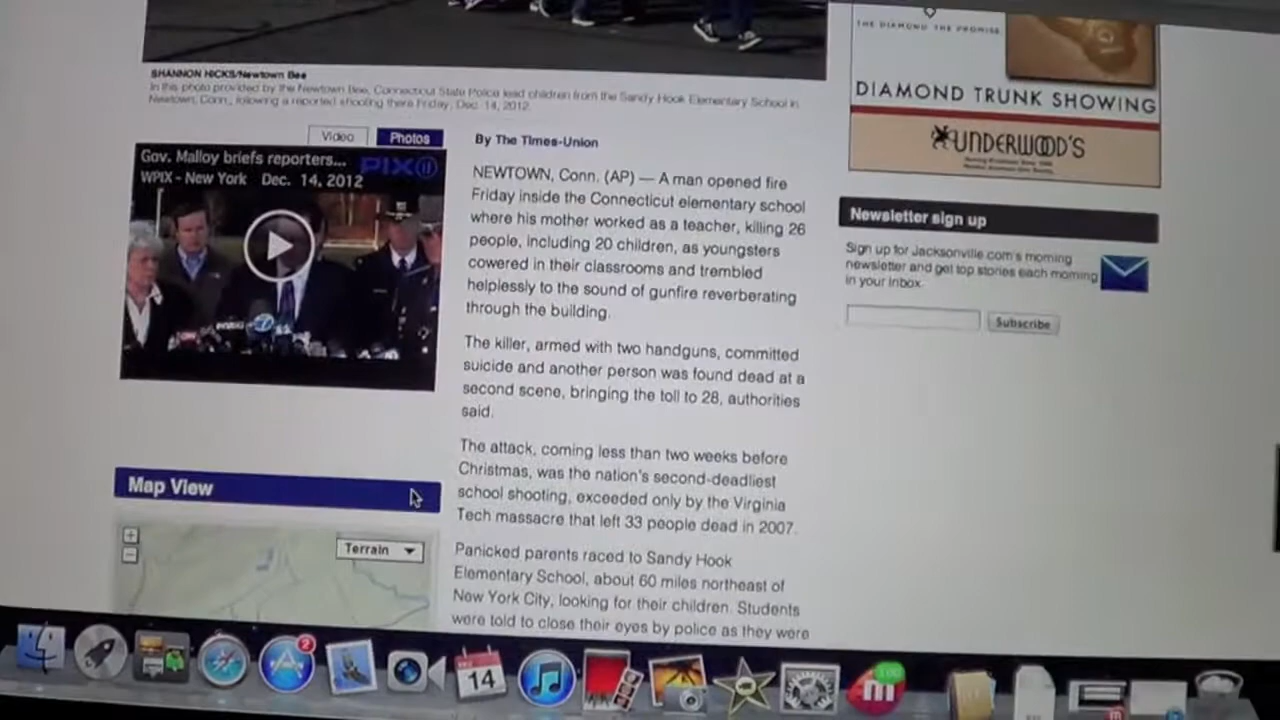 THE DIAMOND THE PROMISE
DIAMOND TRUNK SHOWING
UNDERWOOD'S
SHANNON HICKS/Newtown Bee
In this photo provided by the Newtown Bee, Connecticut State Police lead children from the Sandy Hook Elementary School in
Newtown, Conn., following a reported shooting there Friday, Dec. 14, 2012.
Video
Photos
Gov. Malloy briefs reporters...
PIX 11
WPIX - New York Dec. 14, 2012
By The Times-Union
NEWTOWN, Conn. (AP) — A man opened fire
Friday inside the Connecticut elementary school
where his mother worked as a teacher, killing 26
people, including 20 children, as youngsters
cowered in their classrooms and trembled
helplessly to the sound of gunfire reverberating
through the building.
The killer, armed with two handguns, committed
suicide and another person was found dead at a
second scene, bringing the toll to 28, authorities
said.
The attack, coming less than two weeks before
Christmas, was the nation's second-deadliest
school shooting, exceeded only by the Virginia
Tech massacre that left 33 people dead in 2007.
Panicked parents raced to Sandy Hook
Elementary School, about 60 miles northeast of
New York City, looking for their children. Students
were told to close their eyes by police as they were
Newsletter sign up
Sign up for Jacksonville.com's morning
newsletter and get top stories each morning
in your inbox.
Subscribe
Map View
+
−
Terrain
2
14
m